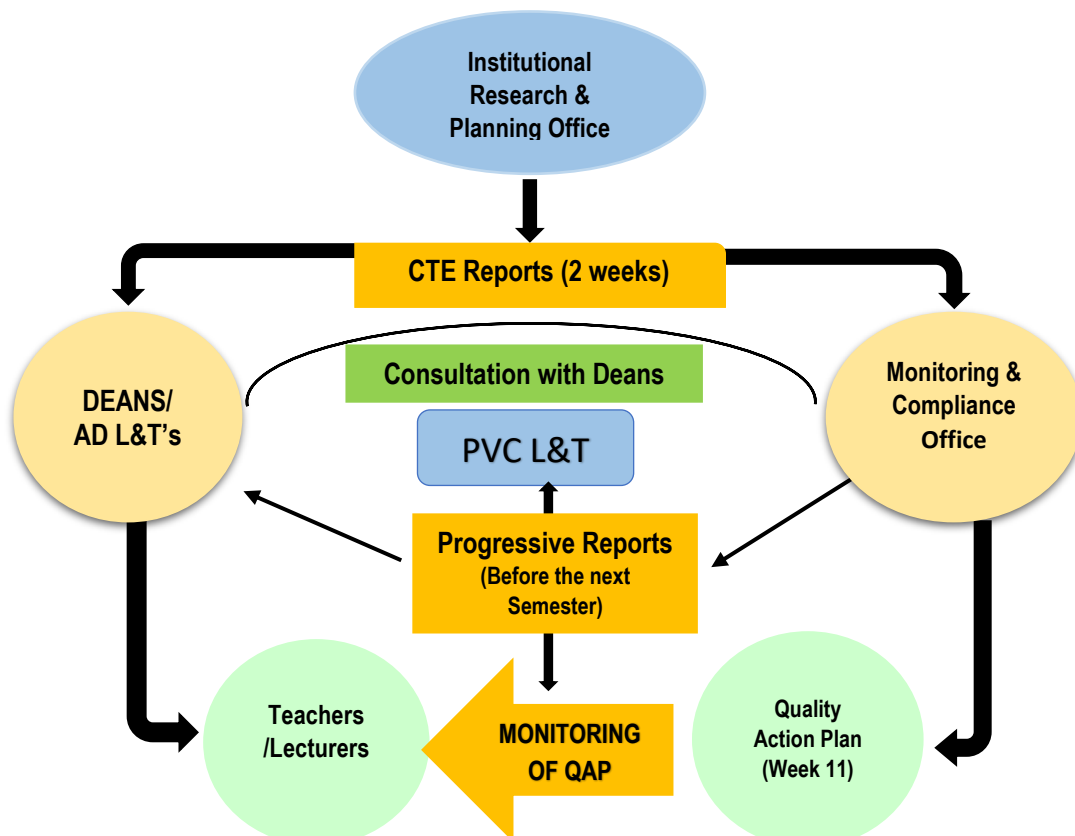 Institutional
Research &
Planning Office
CTE Reports (2 weeks)
Consultation with Deans
DEANS/
AD L&T’s
Monitoring &
Compliance
Office
PVC L&T
Progressive Reports
(Before the next
Semester)
Teachers
/Lecturers
MONITORING
OF QAP
Quality
Action Plan
(Week 11)